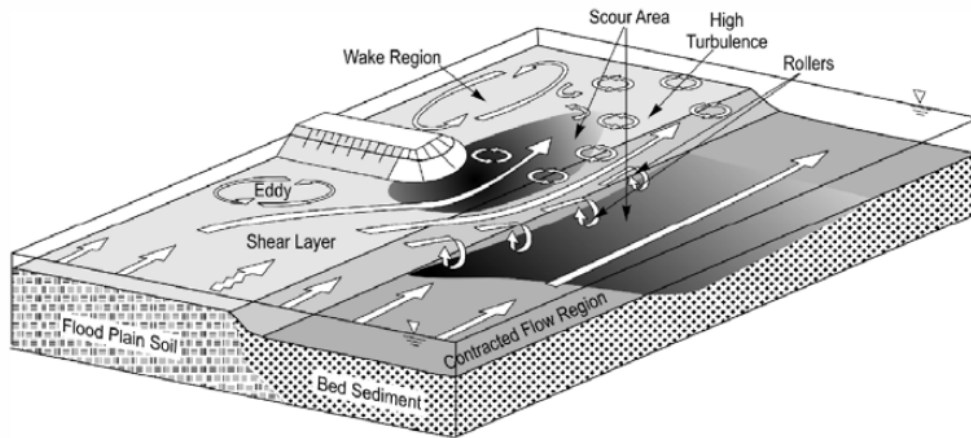 Scour Area
High
Turbulence
Wake Region
Rollers
Eddy
Shear Layer
Contracted Flow Region
Flood Plain Soil
Bed Sediment